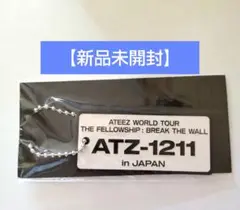 【新品未開封】
ATEEZ WORLD TOUR
THE FELLOWSHIP : BREAK THE WALL
ATZ-1211
in JAPAN